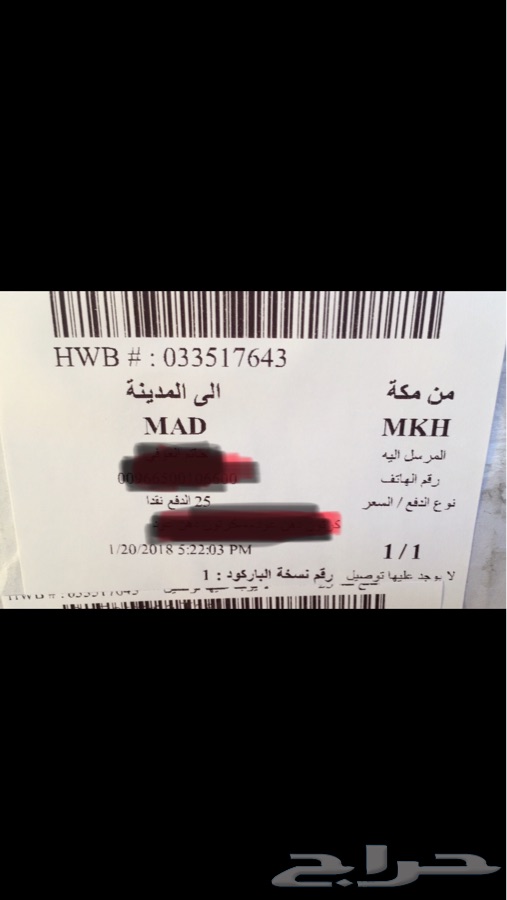 HWB # : 033517643
من مكة الى المدينة
MKH MAD
المرسل اليه
رقم الهاتف
نوع الدفع / السعر 25 الدفع نقدا
1/20/2018 5:22:03 PM 1 / 1
لا يوجد عليها توصيل رقم نسخة الباركود : 1
حراج